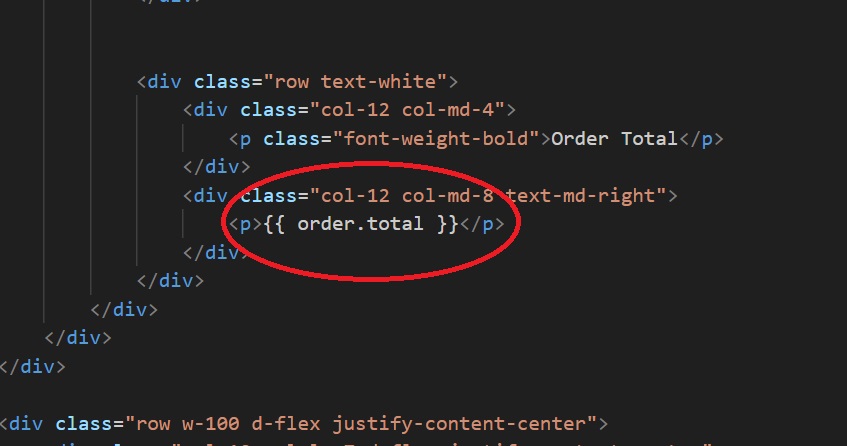 <div class="row text-white">
<div class="col-12 col-md-4">
<p class="font-weight-bold">Order Total</p>
</div>
<div class="col-12 col-md-8 text-md-right">
<p>{{ order.total }}</p>
</div>
</div>
</div>
</div>
</div>
<div class="row w-100 d-flex justify-content-center">